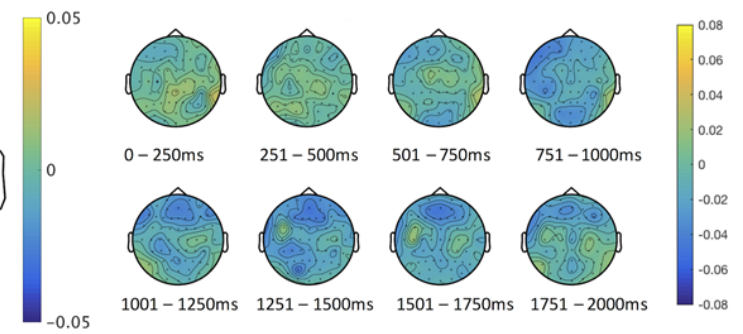 0.05
0
−0.05
0 – 250ms
251 – 500ms
501 – 750ms
751 – 1000ms
1001 – 1250ms
1251 – 1500ms
1501 – 1750ms
1751 – 2000ms
0.08
0.06
0.04
0.02
0
-0.02
-0.04
-0.06
-0.08